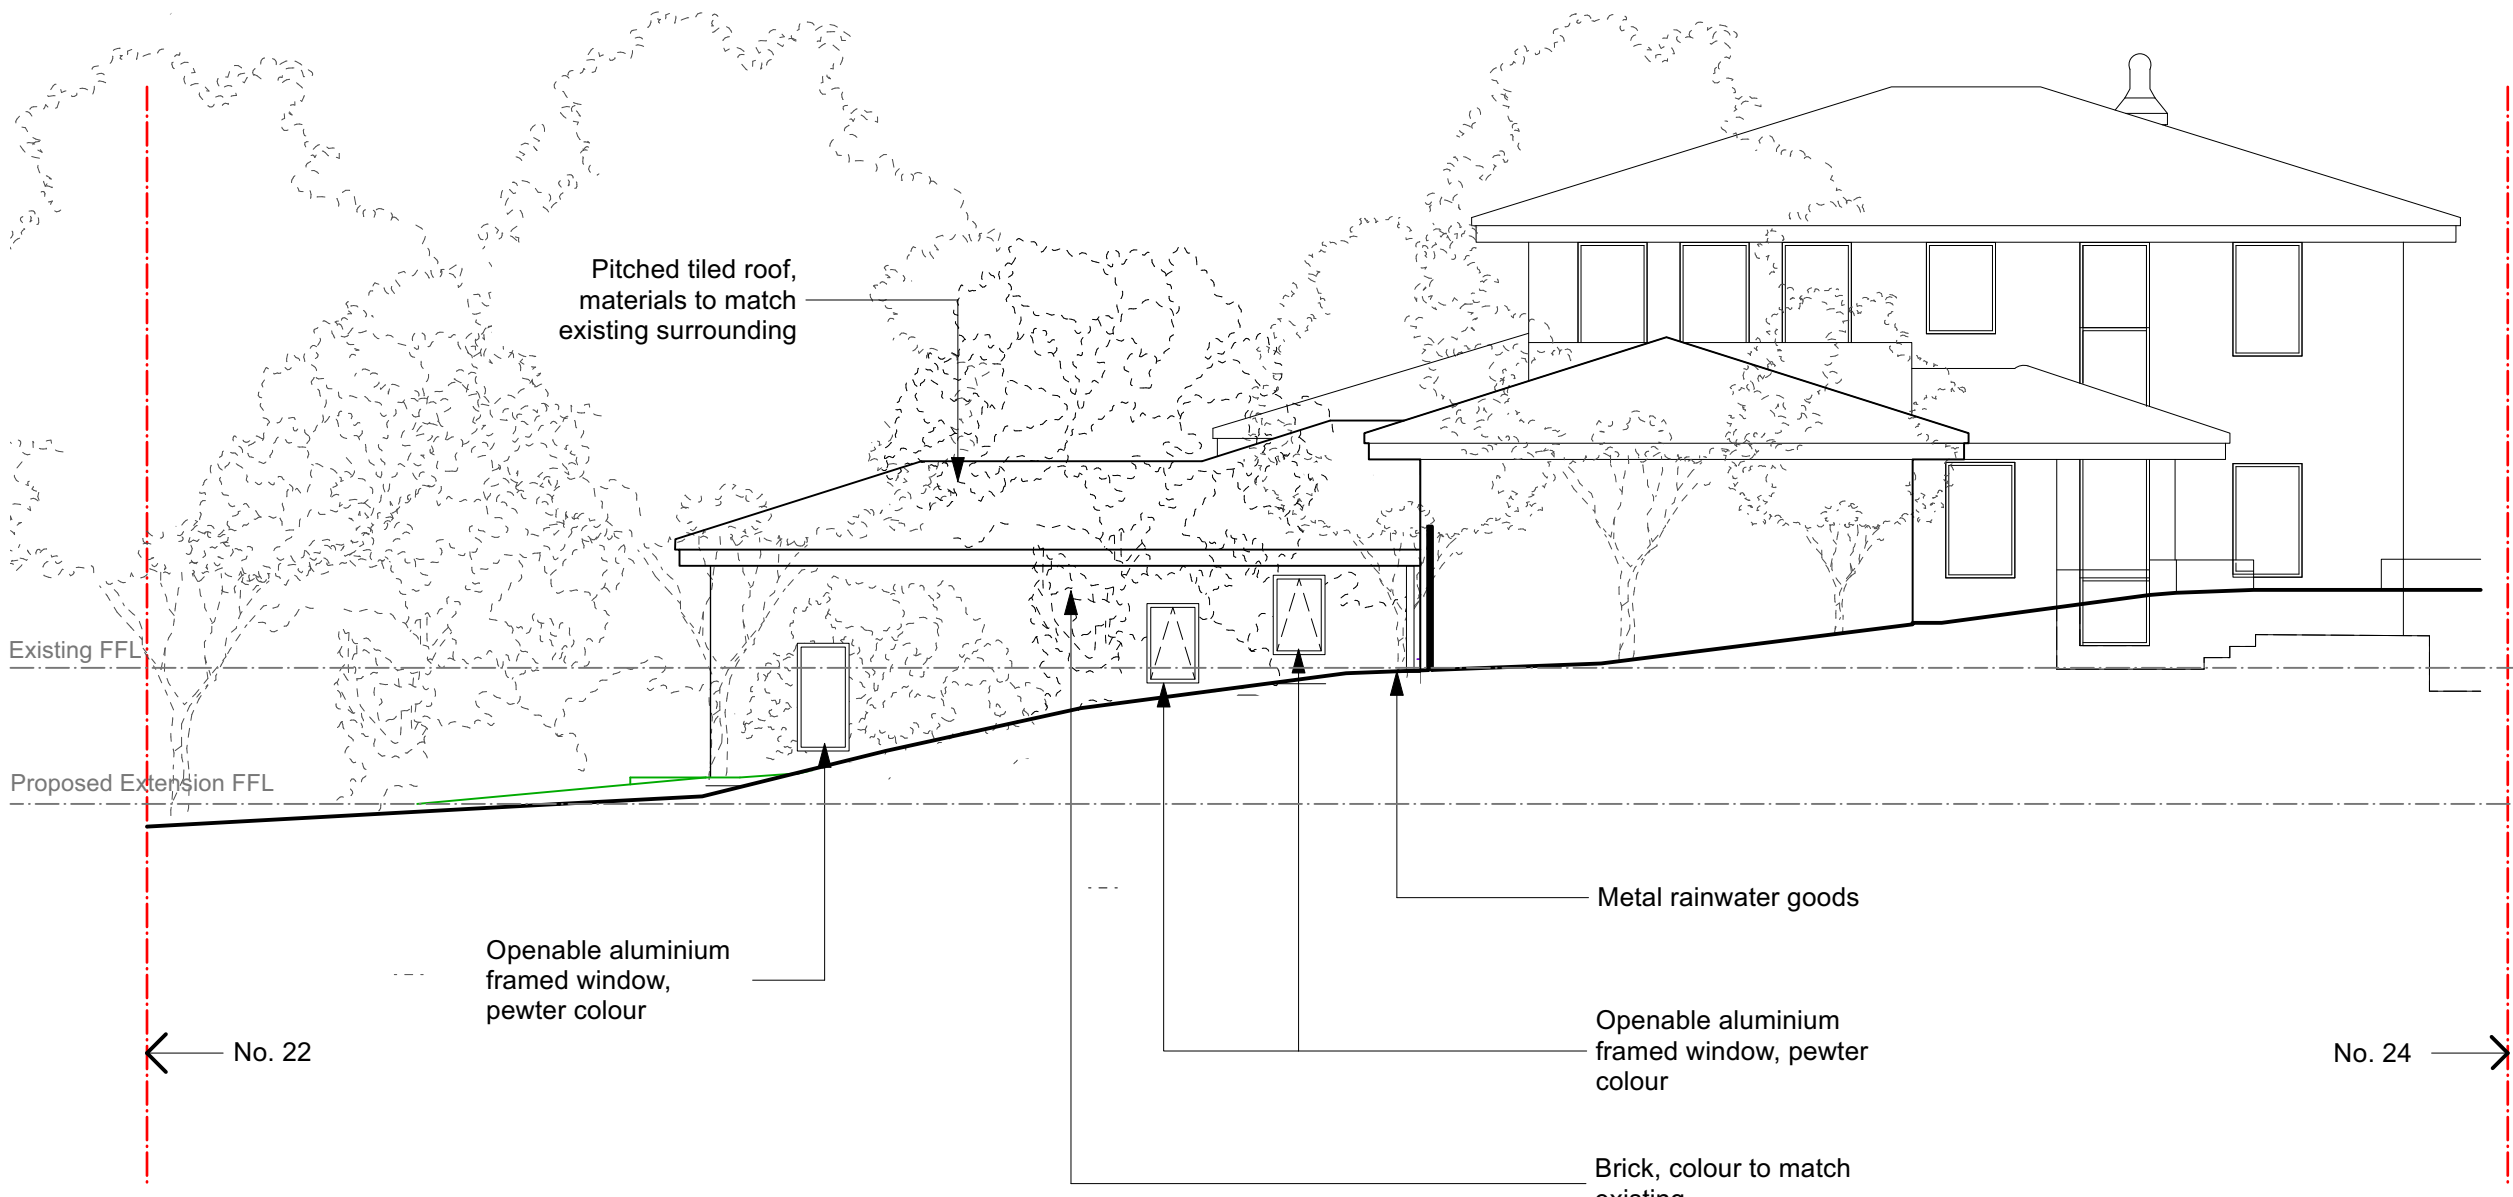 Pitched tiled roof,
materials to match
existing surrounding
Existing FFL
Proposed Extension FFL
Metal rainwater goods
Openable aluminium
framed window,
pewter colour
Openable aluminium
framed window, pewter
colour
No. 22
No. 24
Brick, colour to match
existing